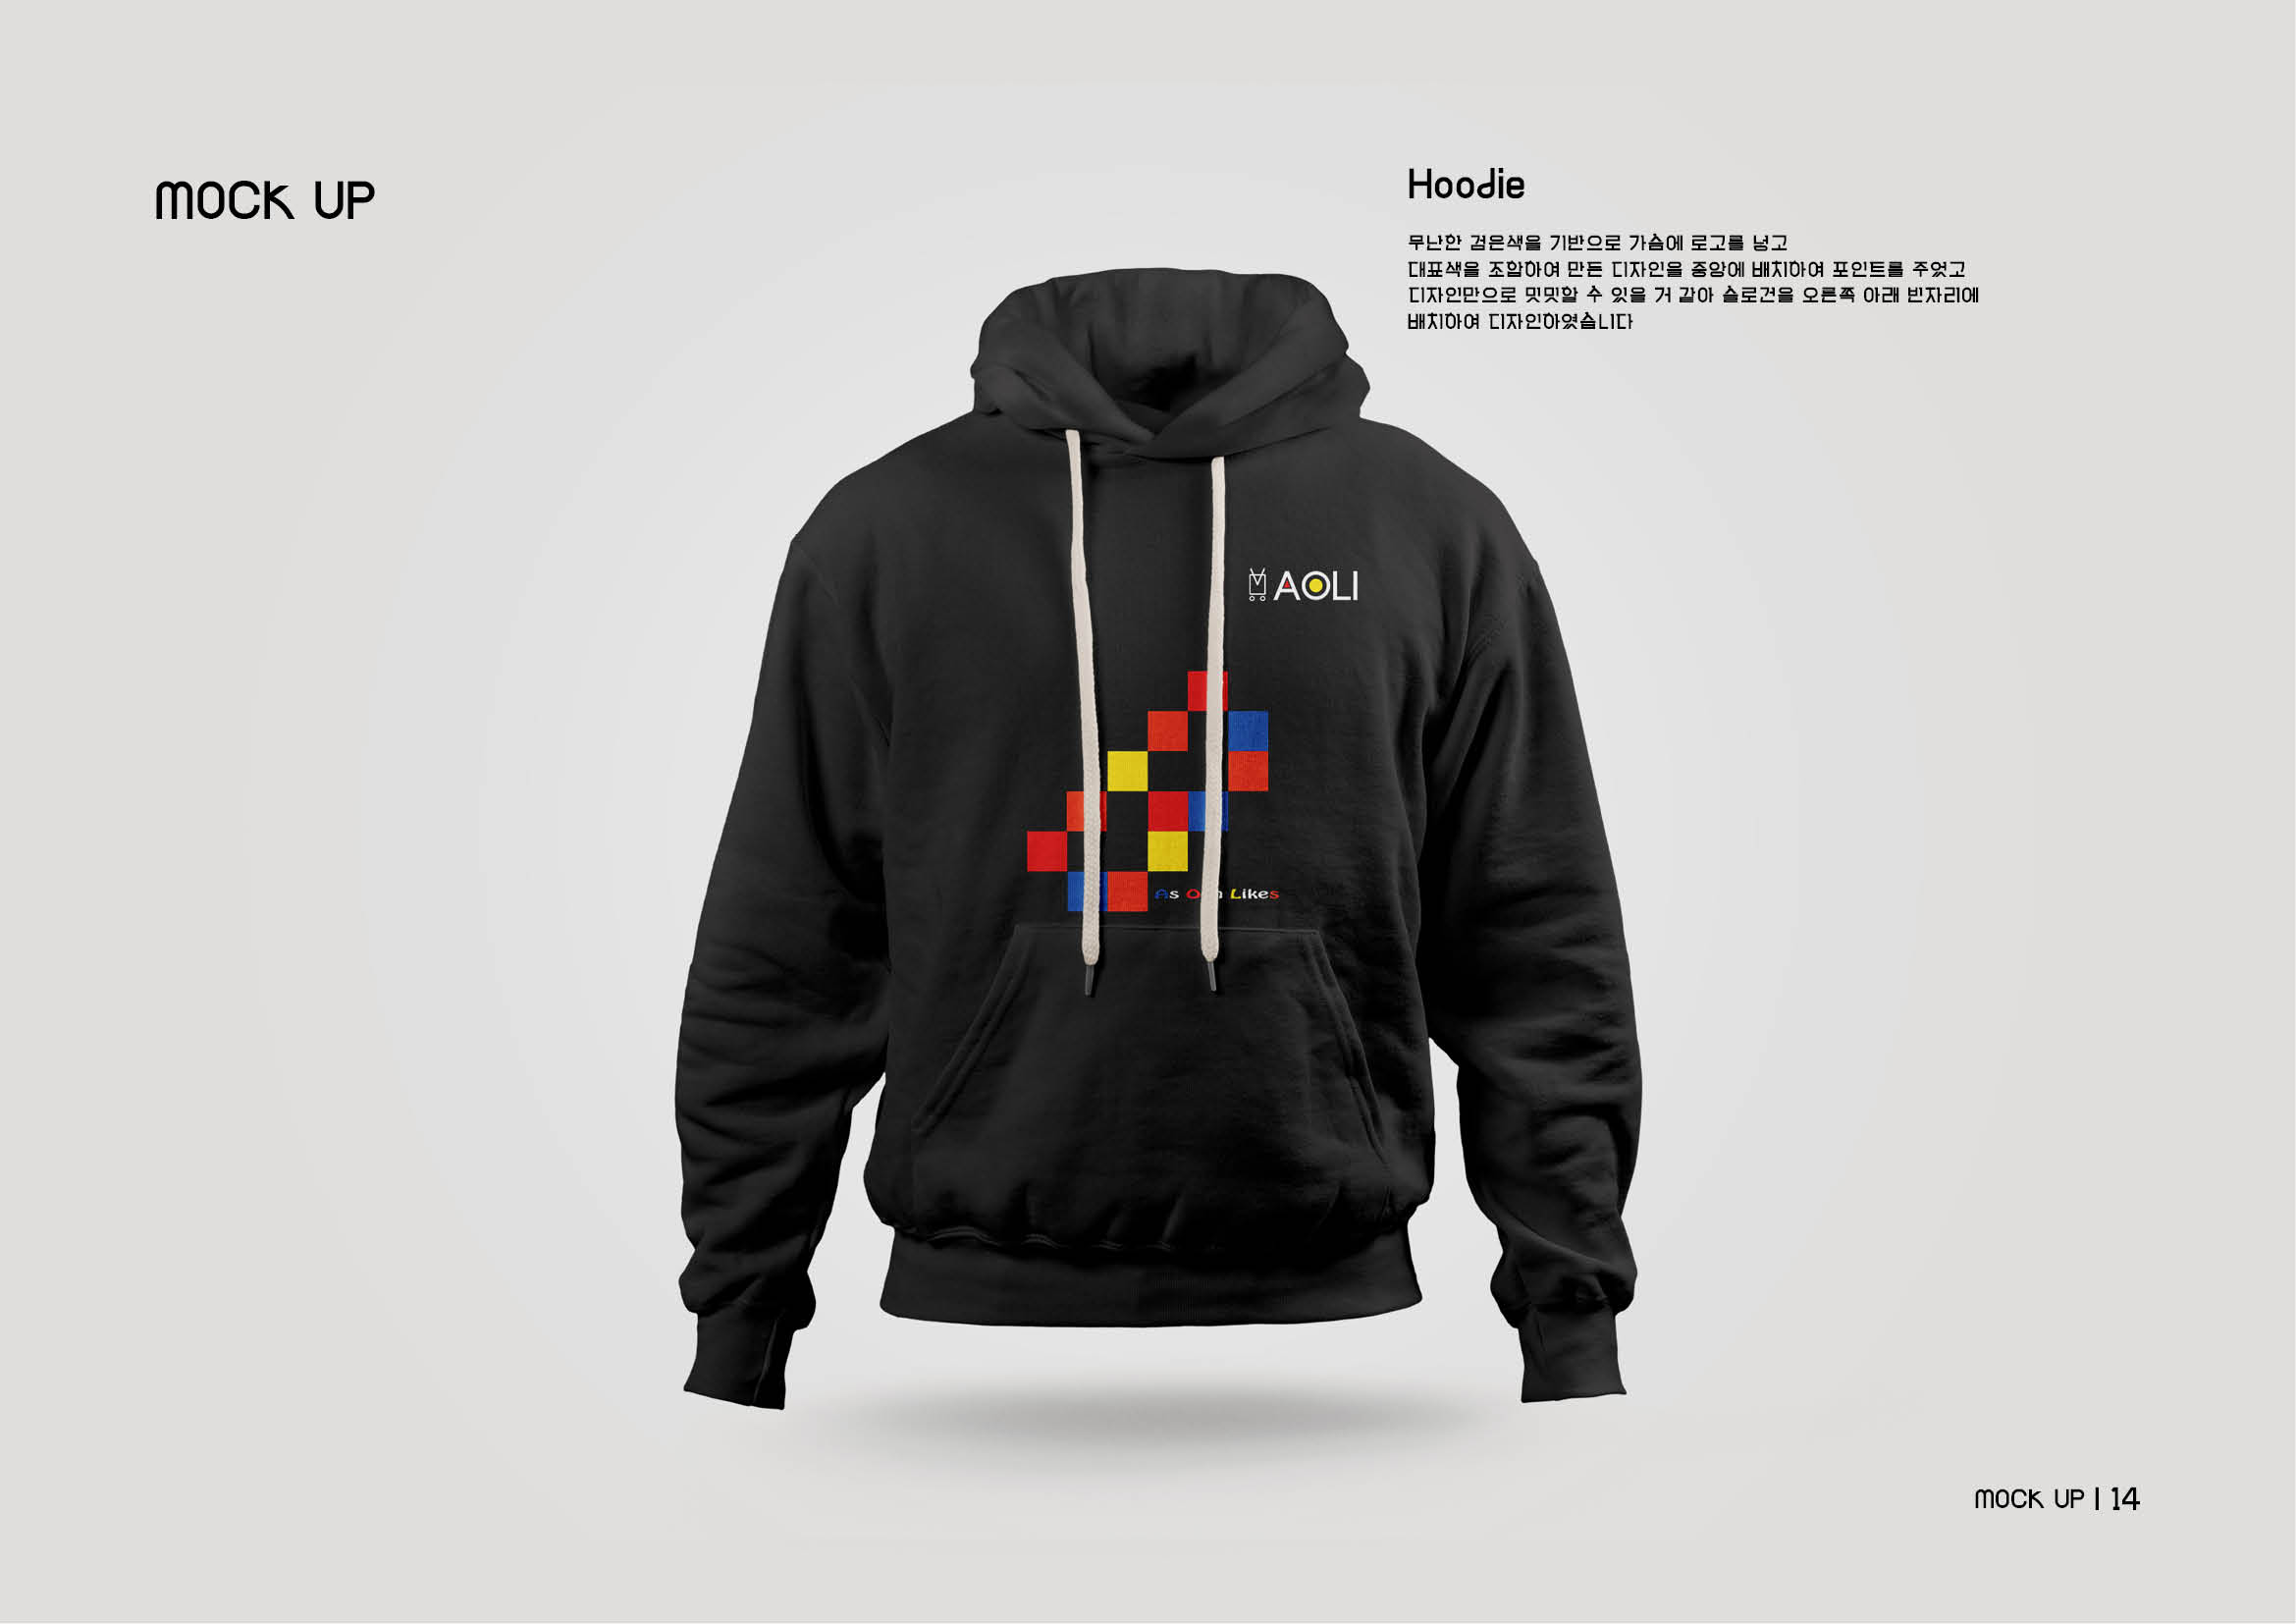 MOCK UP
Hoodie
무난한 검은색을 기반으로 가슴에 로고를 넣고
대표색을 조합하여 만든 디자인을 중앙에 배치하여 포인트를 주었고
디자인만으로 밋밋할 수 있을 거 같아 슬로건을 오른쪽 아래 빈자리에
배치하여 디자인하였습니다
AOLI
As Likes
MOCK UP | 14